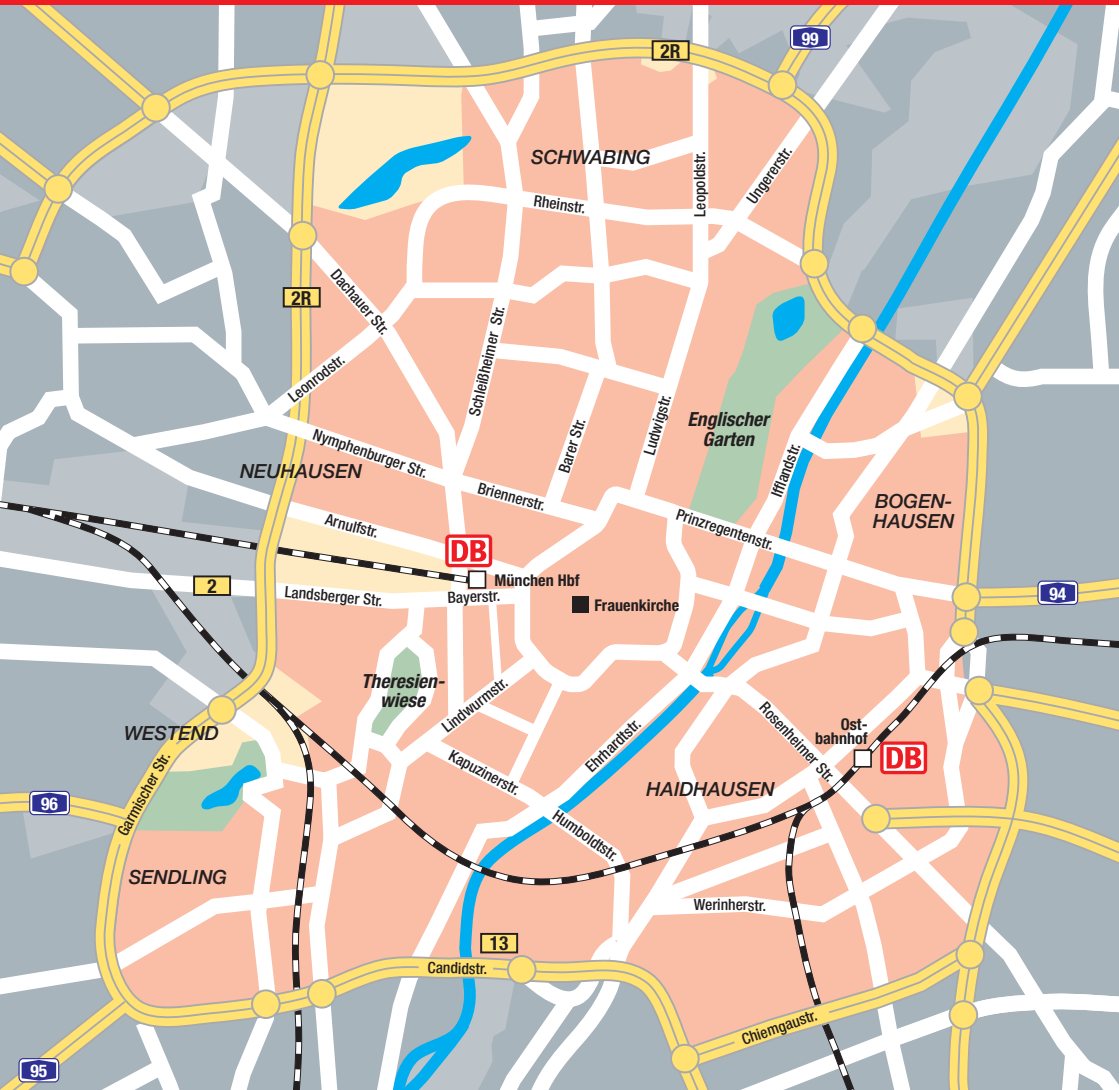 99
2R
SCHWABING
Leopoldstr.
Ungererstr.
Rheinstr.
2R
Dachauer Str.
Schleißheimer Str.
Leonrodstr.
Ludwigstr.
Barer Str.
Englischer
Garten
Ifflandstr.
Nymphenburger Str.
NEUHAUSEN
Briennerstr.
BOGEN-
HAUSEN
Arnulfstr.
Prinzregentenstr.
DB
München Hbf
2
Landsberger Str.
Bayerstr.
Frauenkirche
94
Theresien-
wiese
Lindwurmstr.
WESTEND
Rosenheimer Str.
Ost-
bahnhof
DB
Ehrhardtstr.
Kapuzinerstr.
HAIDHAUSEN
96
Garmischer Str.
Humboldtstr.
SENDLING
Werinherstr.
13
Candidstr.
Chiemgaustr.
95